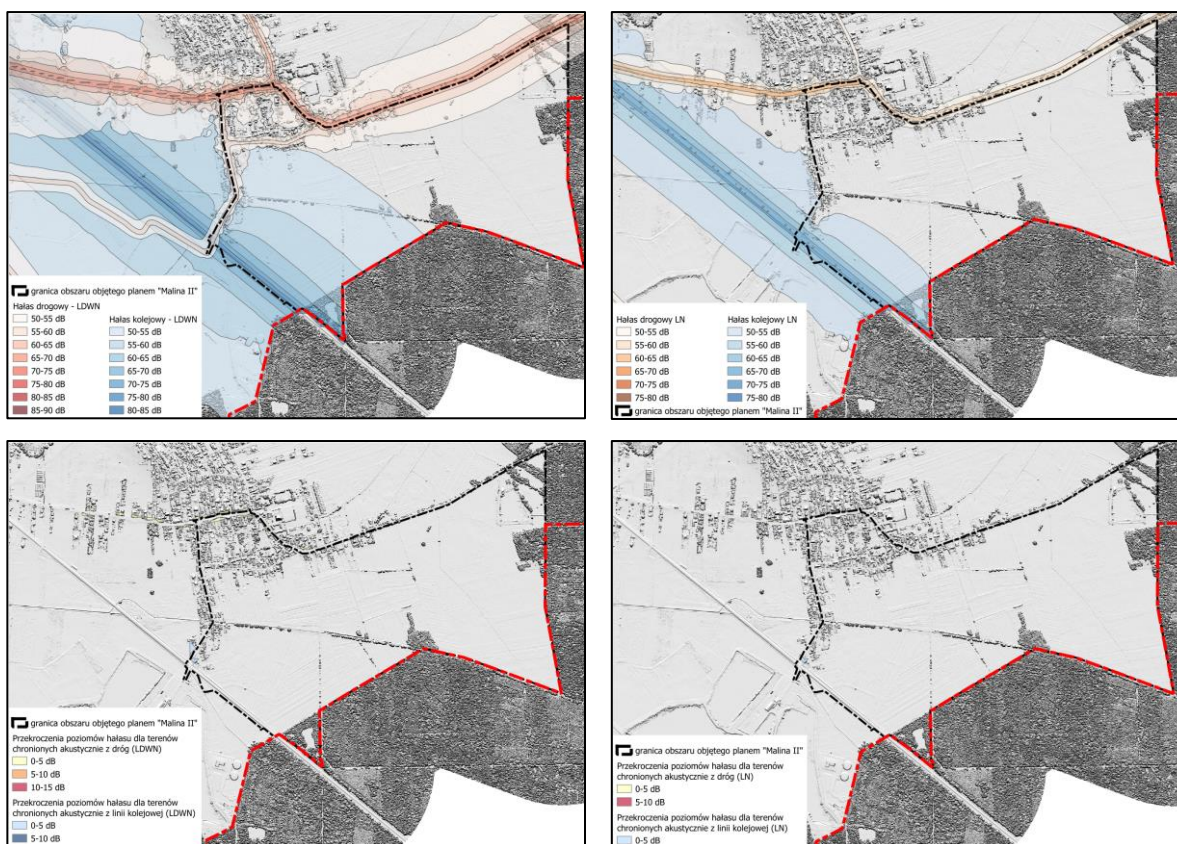 granica obszaru objętego planem "Malina II"
Hałas drogowy - LDWN
50-55 dB
55-60 dB
60-65 dB
65-70 dB
70-75 dB
75-80 dB
80-85 dB
85-90 dB
Hałas kolejowy - LDWN
50-55 dB
55-60 dB
60-65 dB
65-70 dB
70-75 dB
75-80 dB
80-85 dB
Hałas drogowy LN
50-55 dB
55-60 dB
60-65 dB
65-70 dB
70-75 dB
75-80 dB
Hałas kolejowy LN
50-55 dB
55-60 dB
60-65 dB
65-70 dB
70-75 dB
75-80 dB
granica obszaru objętego planem "Malina II"
granica obszaru objętego planem "Malina II"
Przekroczenia poziomów hałasu dla terenów
chronionych akustycznie z dróg (LDWN)
0-5 dB
5-10 dB
10-15 dB
Przekroczenia poziomów hałasu dla terenów
chronionych akustycznie z linii kolejowej (LDWN)
0-5 dB
5-10 dB
granica obszaru objętego planem "Malina II"
Przekroczenia poziomów hałasu dla terenów
chronionych akustycznie z dróg (LN)
0-5 dB
5-10 dB
Przekroczenia poziomów hałasu dla terenów
chronionych akustycznie z linii kolejowej (LN)
0-5 dB